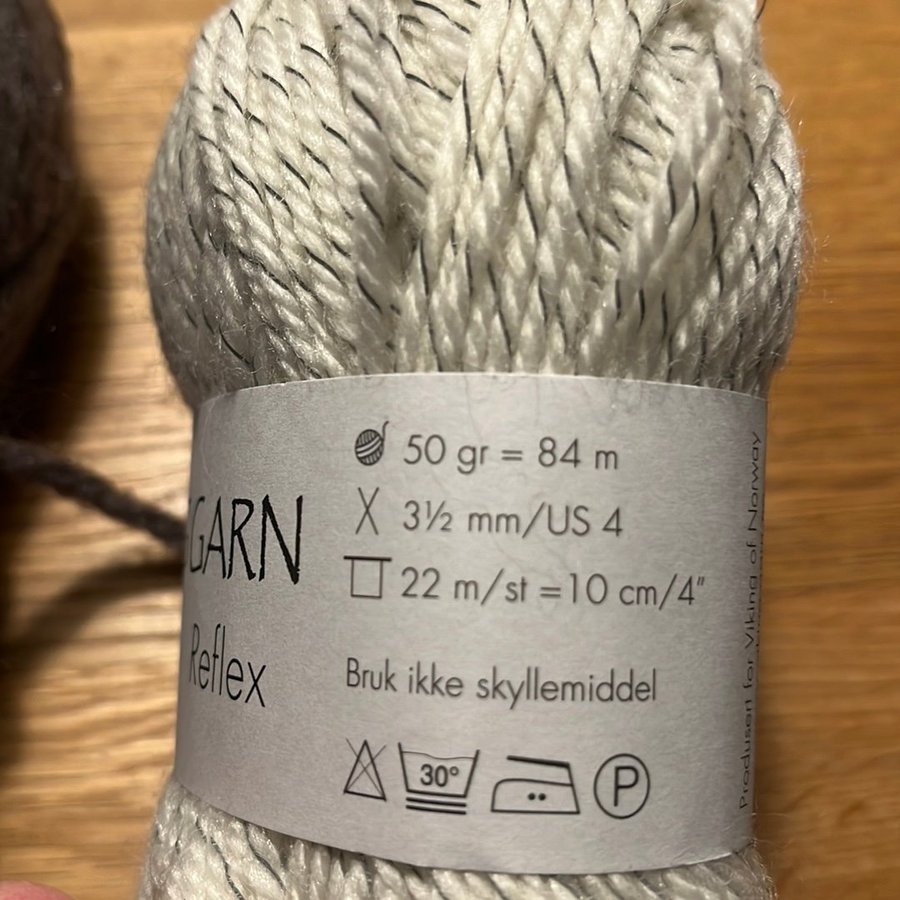 GARN
Reflex
50 gr = 84 m
3½ mm/US 4
22 m/st =10 cm/4"
Bruk ikke skyllemiddel
30°
P
Produsert for Viking of Norway